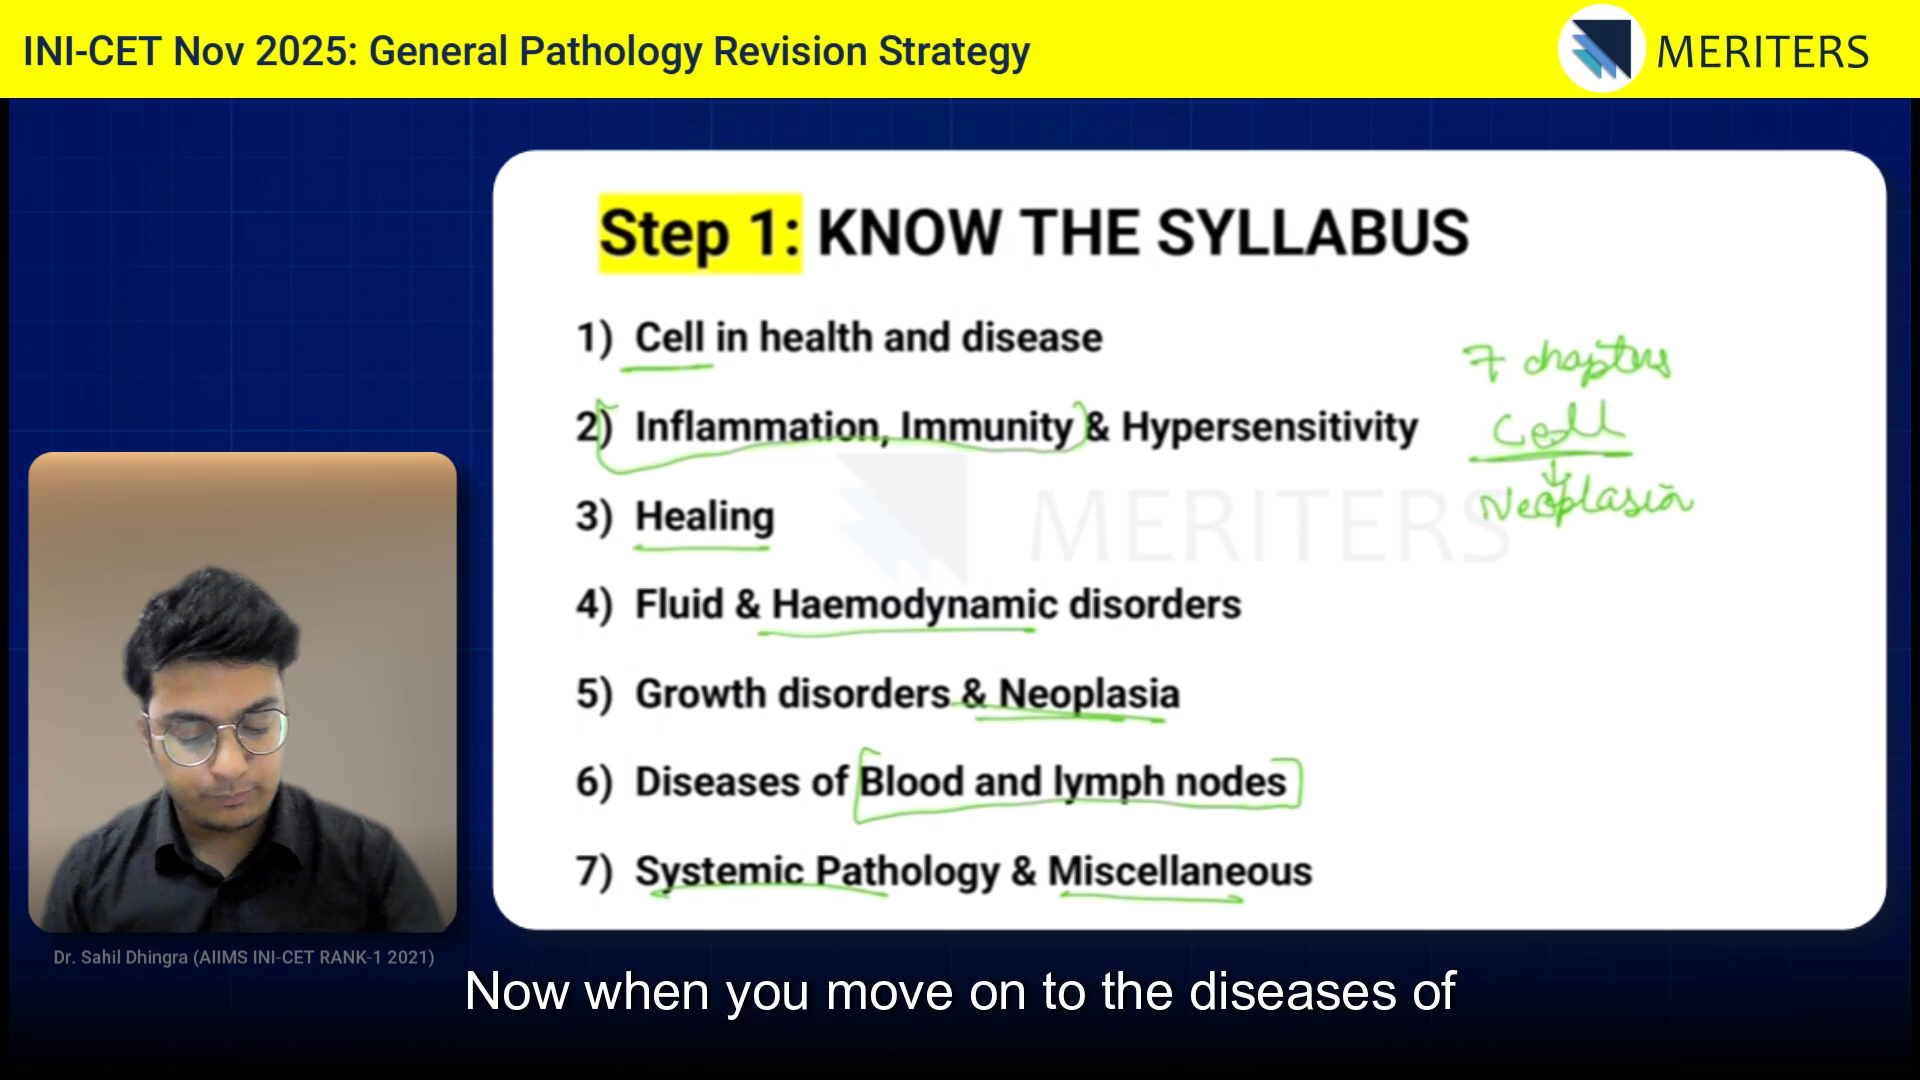 INI-CET Nov 2025: General Pathology Revision Strategy
MERITERS
Step 1: KNOW THE SYLLABUS
1) Cell in health and disease
2) Inflammation, Immunity & Hypersensitivity
3) Healing
4) Fluid & Haemodynamic disorders
5) Growth disorders & Neoplasia
6) Diseases of Blood and lymph nodes
7) Systemic Pathology & Miscellaneous
7 chapters
Cell
Neoplasia
MERITERS
Dr. Sahil Dhingra (AIIMS INI-CET RANK-1 2021)
Now when you move on to the diseases of